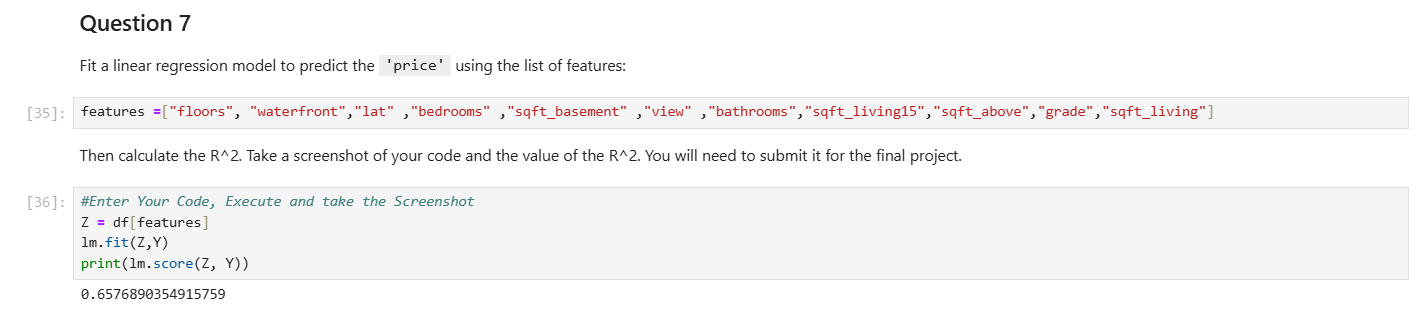 Question 7
Fit a linear regression model to predict the 'price' using the list of features:
[35]: features =["floors", "waterfront","lat" ,"bedrooms" ,"sqft_basement" ,"view" ,"bathrooms","sqft_living15","sqft_above","grade","sqft_living"]
Then calculate the R^2. Take a screenshot of your code and the value of the R^2. You will need to submit it for the final project.
[36]: #Enter Your Code, Execute and take the Screenshot
Z = df[features]
lm.fit(Z,Y)
print(lm.score(Z, Y))
0.6576890354915759